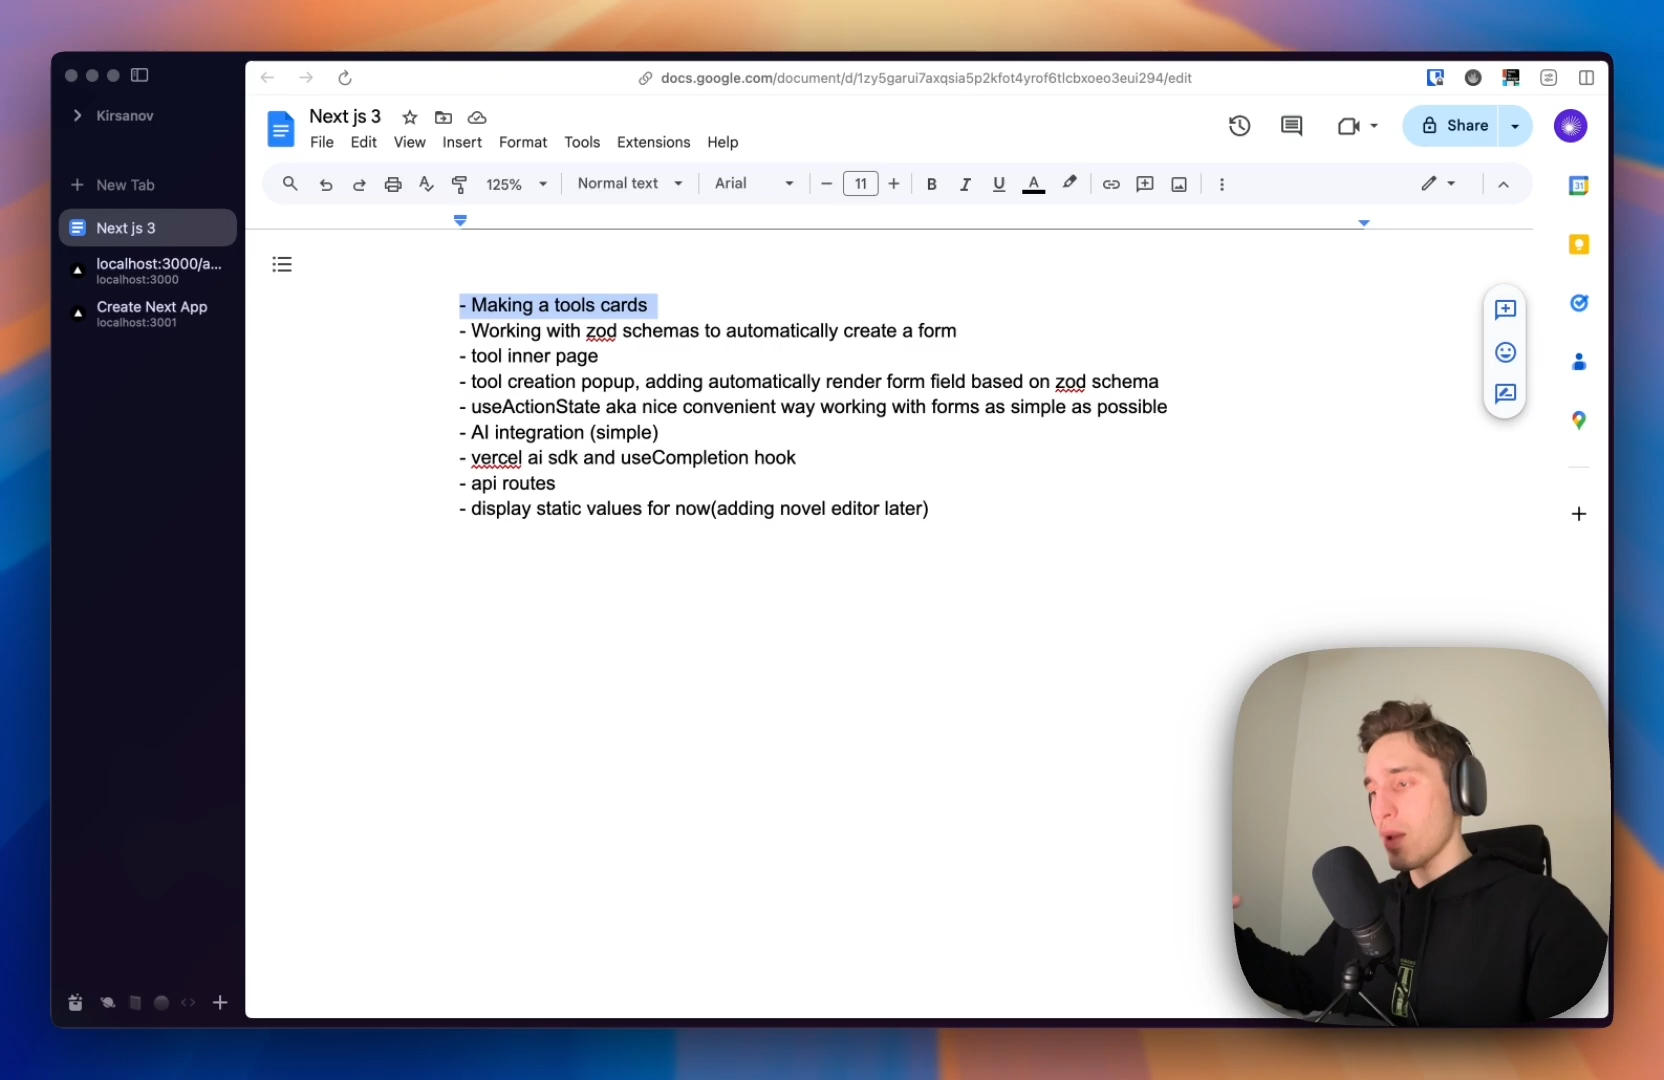 docs.google.com/document/d/1zy5garui7axqsia5p2kfot4yrof6tlcbxoeo3eui294/edit
Kirsanov
Next js 3
File Edit View Insert Format Tools Extensions Help
Share
New Tab
125% Normal text Arial 11 B I U A
31
Next js 3
localhost:3000/a...
localhost:3000
Create Next App
localhost:3001
- Making a tools cards
- Working with zod schemas to automatically create a form
- tool inner page
- tool creation popup, adding automatically render form field based on zod schema
- useActionState aka nice convenient way working with forms as simple as possible
- AI integration (simple)
- vercel ai sdk and useCompletion hook
- api routes
- display static values for now(adding novel editor later)